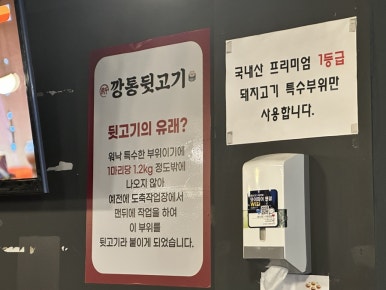 깡통뒷고기
뒷고기의 유래?
워낙 특수한 부위이기에
1마리당 1.2kg 정도밖에
나오지 않아
예전에 도축작업장에서
맨뒤에 작업을 하여
이 부위를
뒷고기라 붙이게 되었습니다.
국내산 프리미엄 1등급
돼지고기 특수부위만
사용합니다.